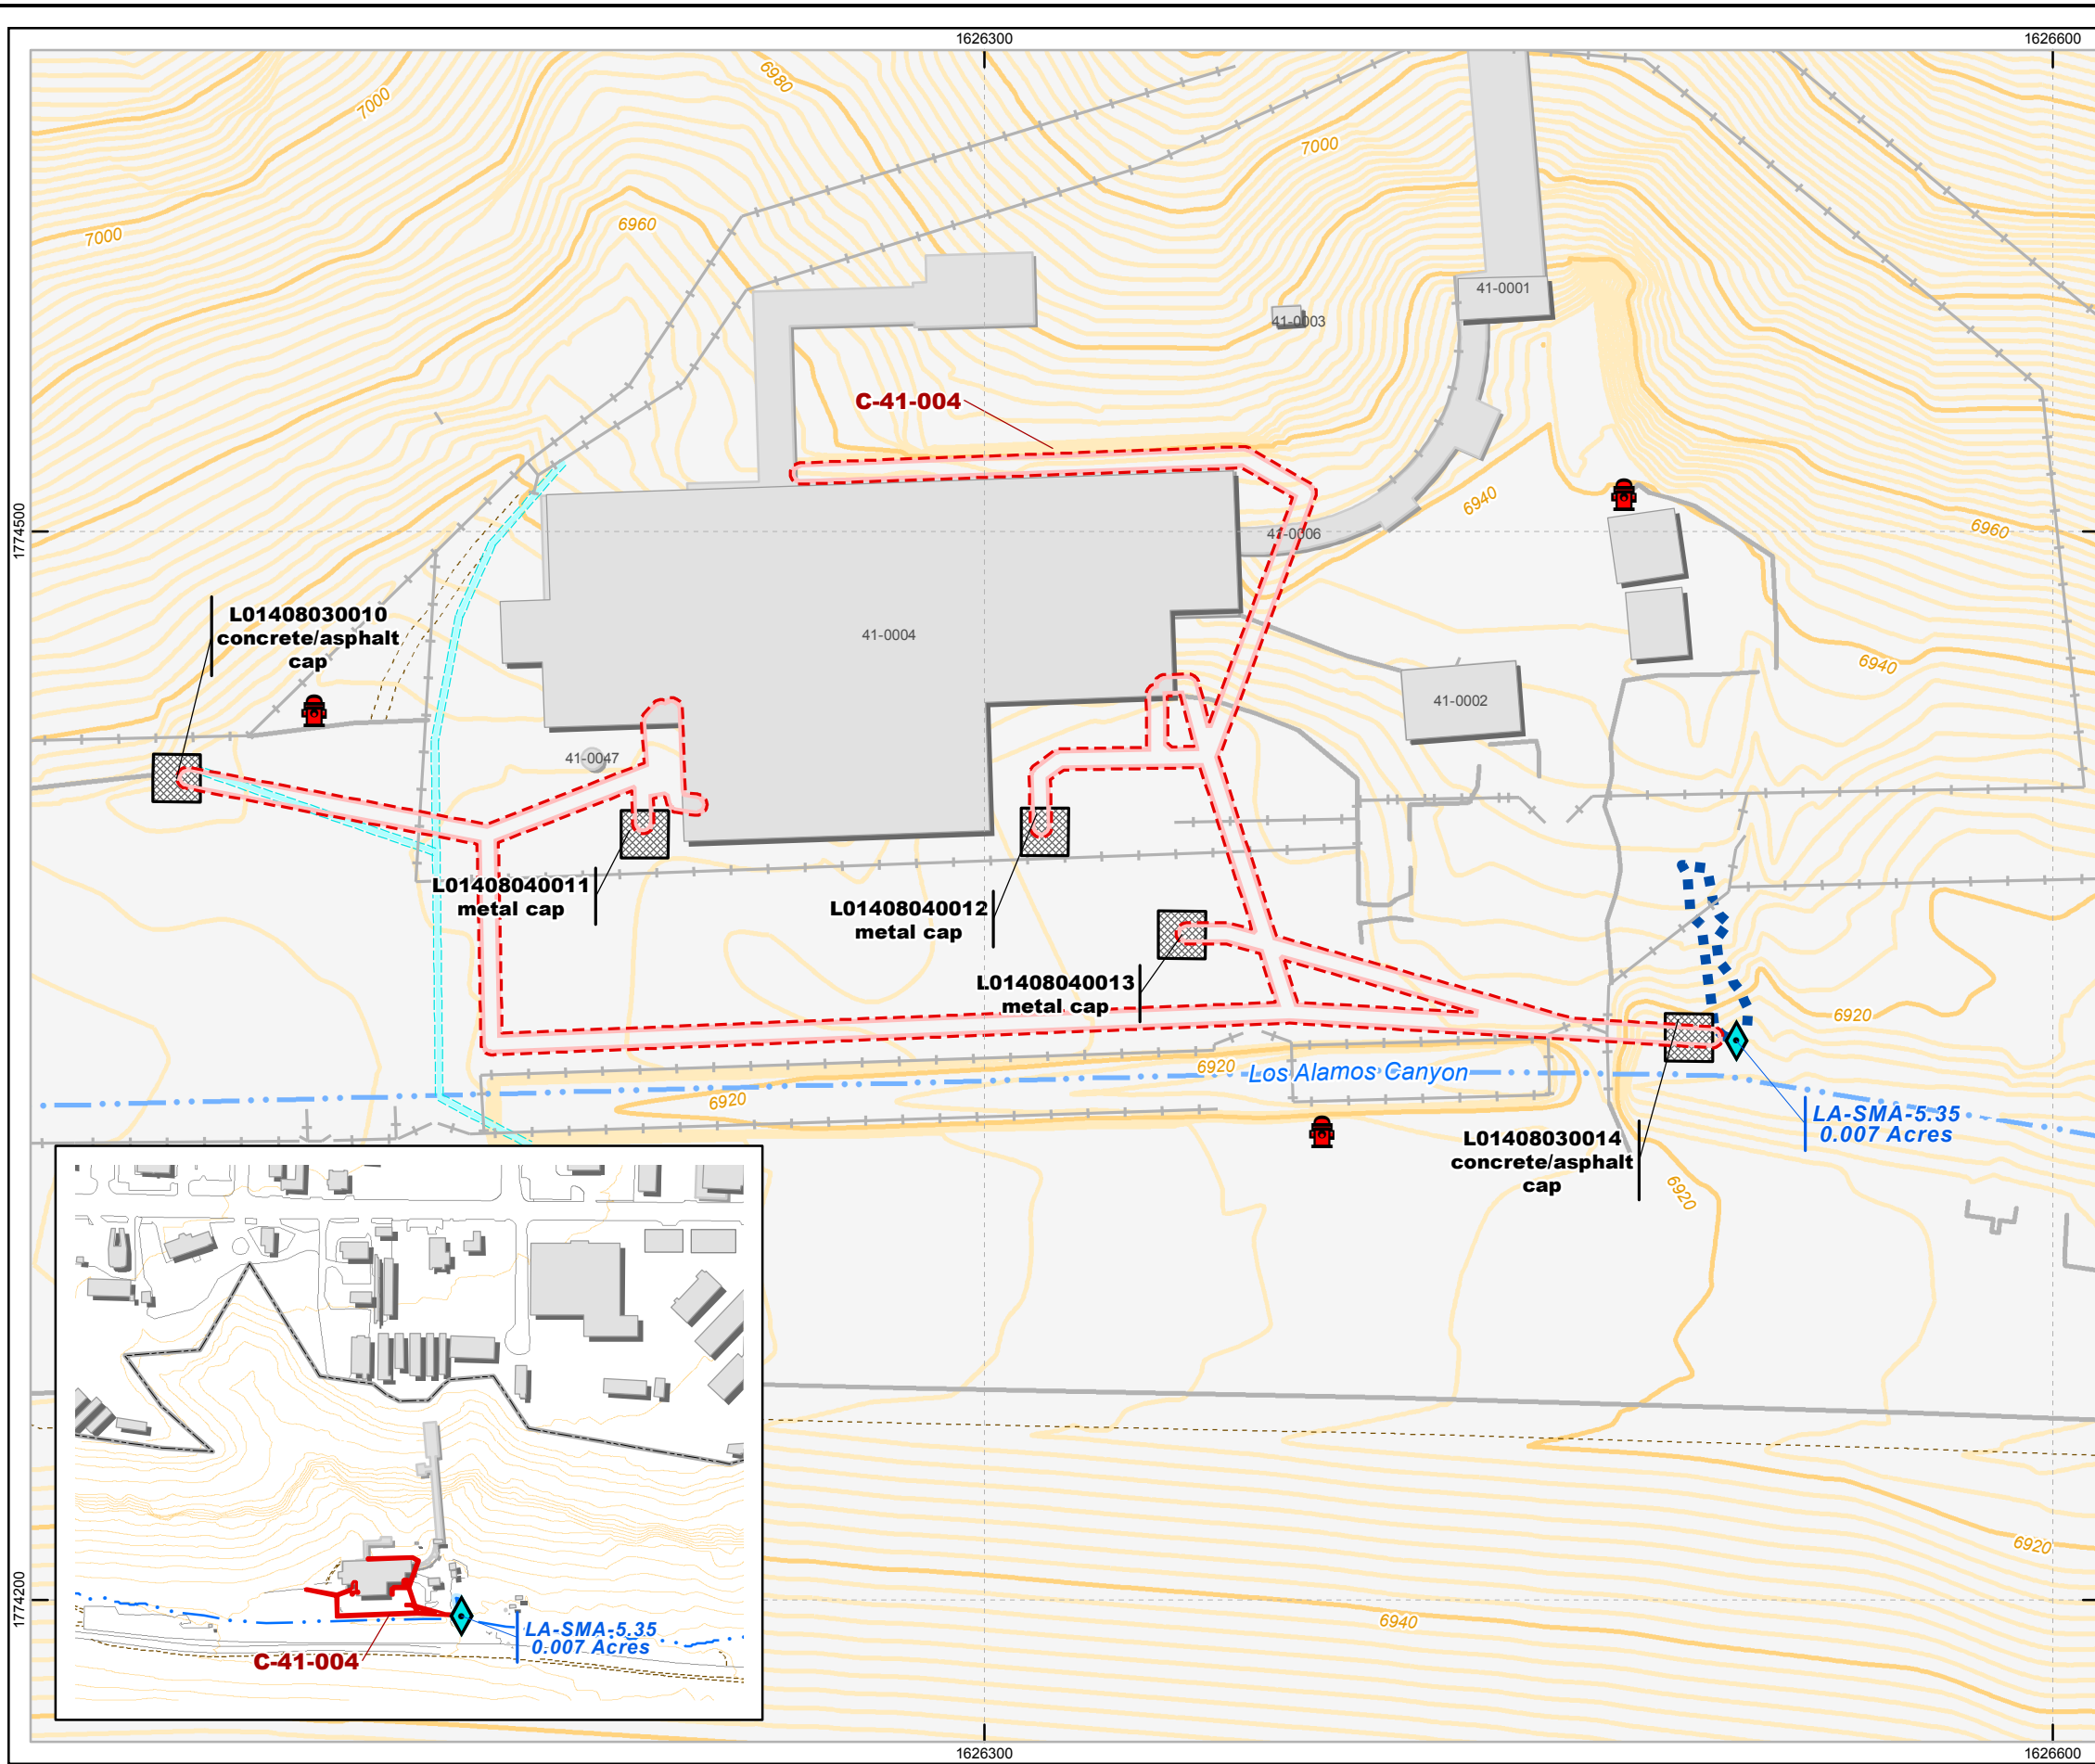 1626300
1626600
6980
7000
7000
7000
6960
41-0001
41-0003
C-41-004
6940
1774500
41-0006
6960
L01408030010
concrete/asphalt
cap
41-0004
6940
41-0002
41-0047
L01408040011
metal cap
L01408040012
metal cap
L01408040013
metal cap
6920
6920
Los Alamos Canyon
6920
LA-SMA-5.35
0.007 Acres
L01408030014
concrete/asphalt
cap
6920
6920
1774200
6940
LA-SMA-5.35
0.007 Acres
C-41-004
1626300
1626600